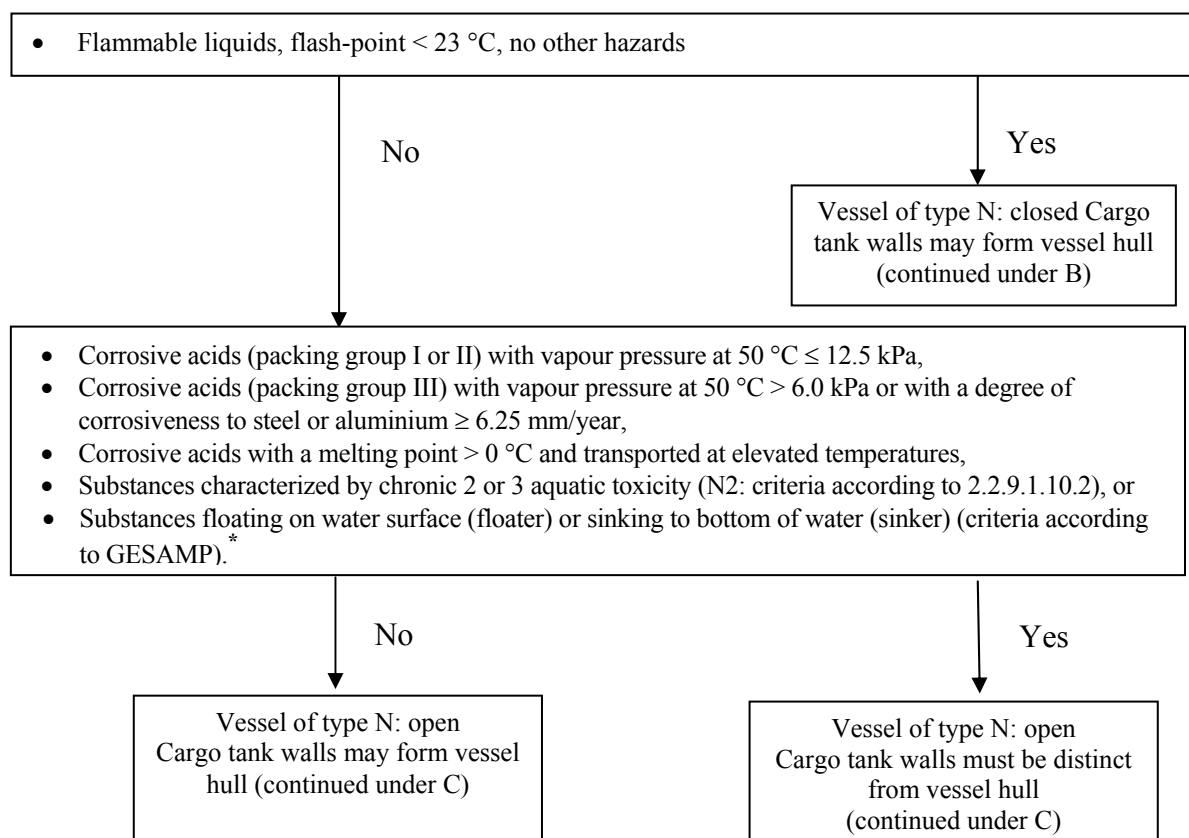 • Flammable liquids, flash-point < 23 °C, no other hazards
No
Yes
Vessel of type N: closed Cargo
tank walls may form vessel hull
(continued under B)
• Corrosive acids (packing group I or II) with vapour pressure at 50 °C ≤ 12.5 kPa,
• Corrosive acids (packing group III) with vapour pressure at 50 °C > 6.0 kPa or with a degree of
corrosiveness to steel or aluminium ≥ 6.25 mm/year,
• Corrosive acids with a melting point > 0 °C and transported at elevated temperatures,
• Substances characterized by chronic 2 or 3 aquatic toxicity (N2: criteria according to 2.2.9.1.10.2), or
• Substances floating on water surface (floater) or sinking to bottom of water (sinker) (criteria according
to GESAMP).*
No
Yes
Vessel of type N: open
Cargo tank walls may form vessel
hull (continued under C)
Vessel of type N: open
Cargo tank walls must be distinct
from vessel hull
(continued under C)